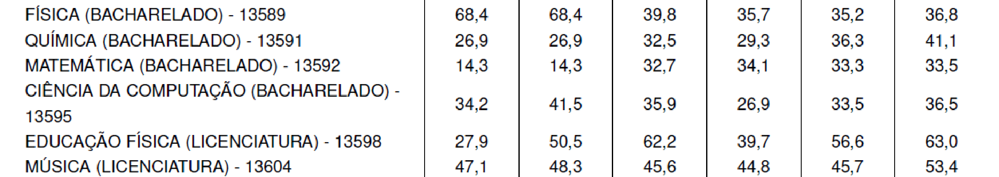 FÍSICA (BACHARELADO) - 13589 68,4 68,4 39,8 35,7 35,2 36,8
QUÍMICA (BACHARELADO) - 13591 26,9 26,9 32,5 29,3 36,3 41,1
MATEMÁTICA (BACHARELADO) - 13592 14,3 14,3 32,7 34,1 33,3 33,5
CIÊNCIA DA COMPUTAÇÃO (BACHARELADO) -
13595 34,2 41,5 35,9 26,9 33,5 36,5
EDUCAÇÃO FÍSICA (LICENCIATURA) - 13598 27,9 50,5 62,2 39,7 56,6 63,0
MÚSICA (LICENCIATURA) - 13604 47,1 48,3 45,6 44,8 45,7 53,4